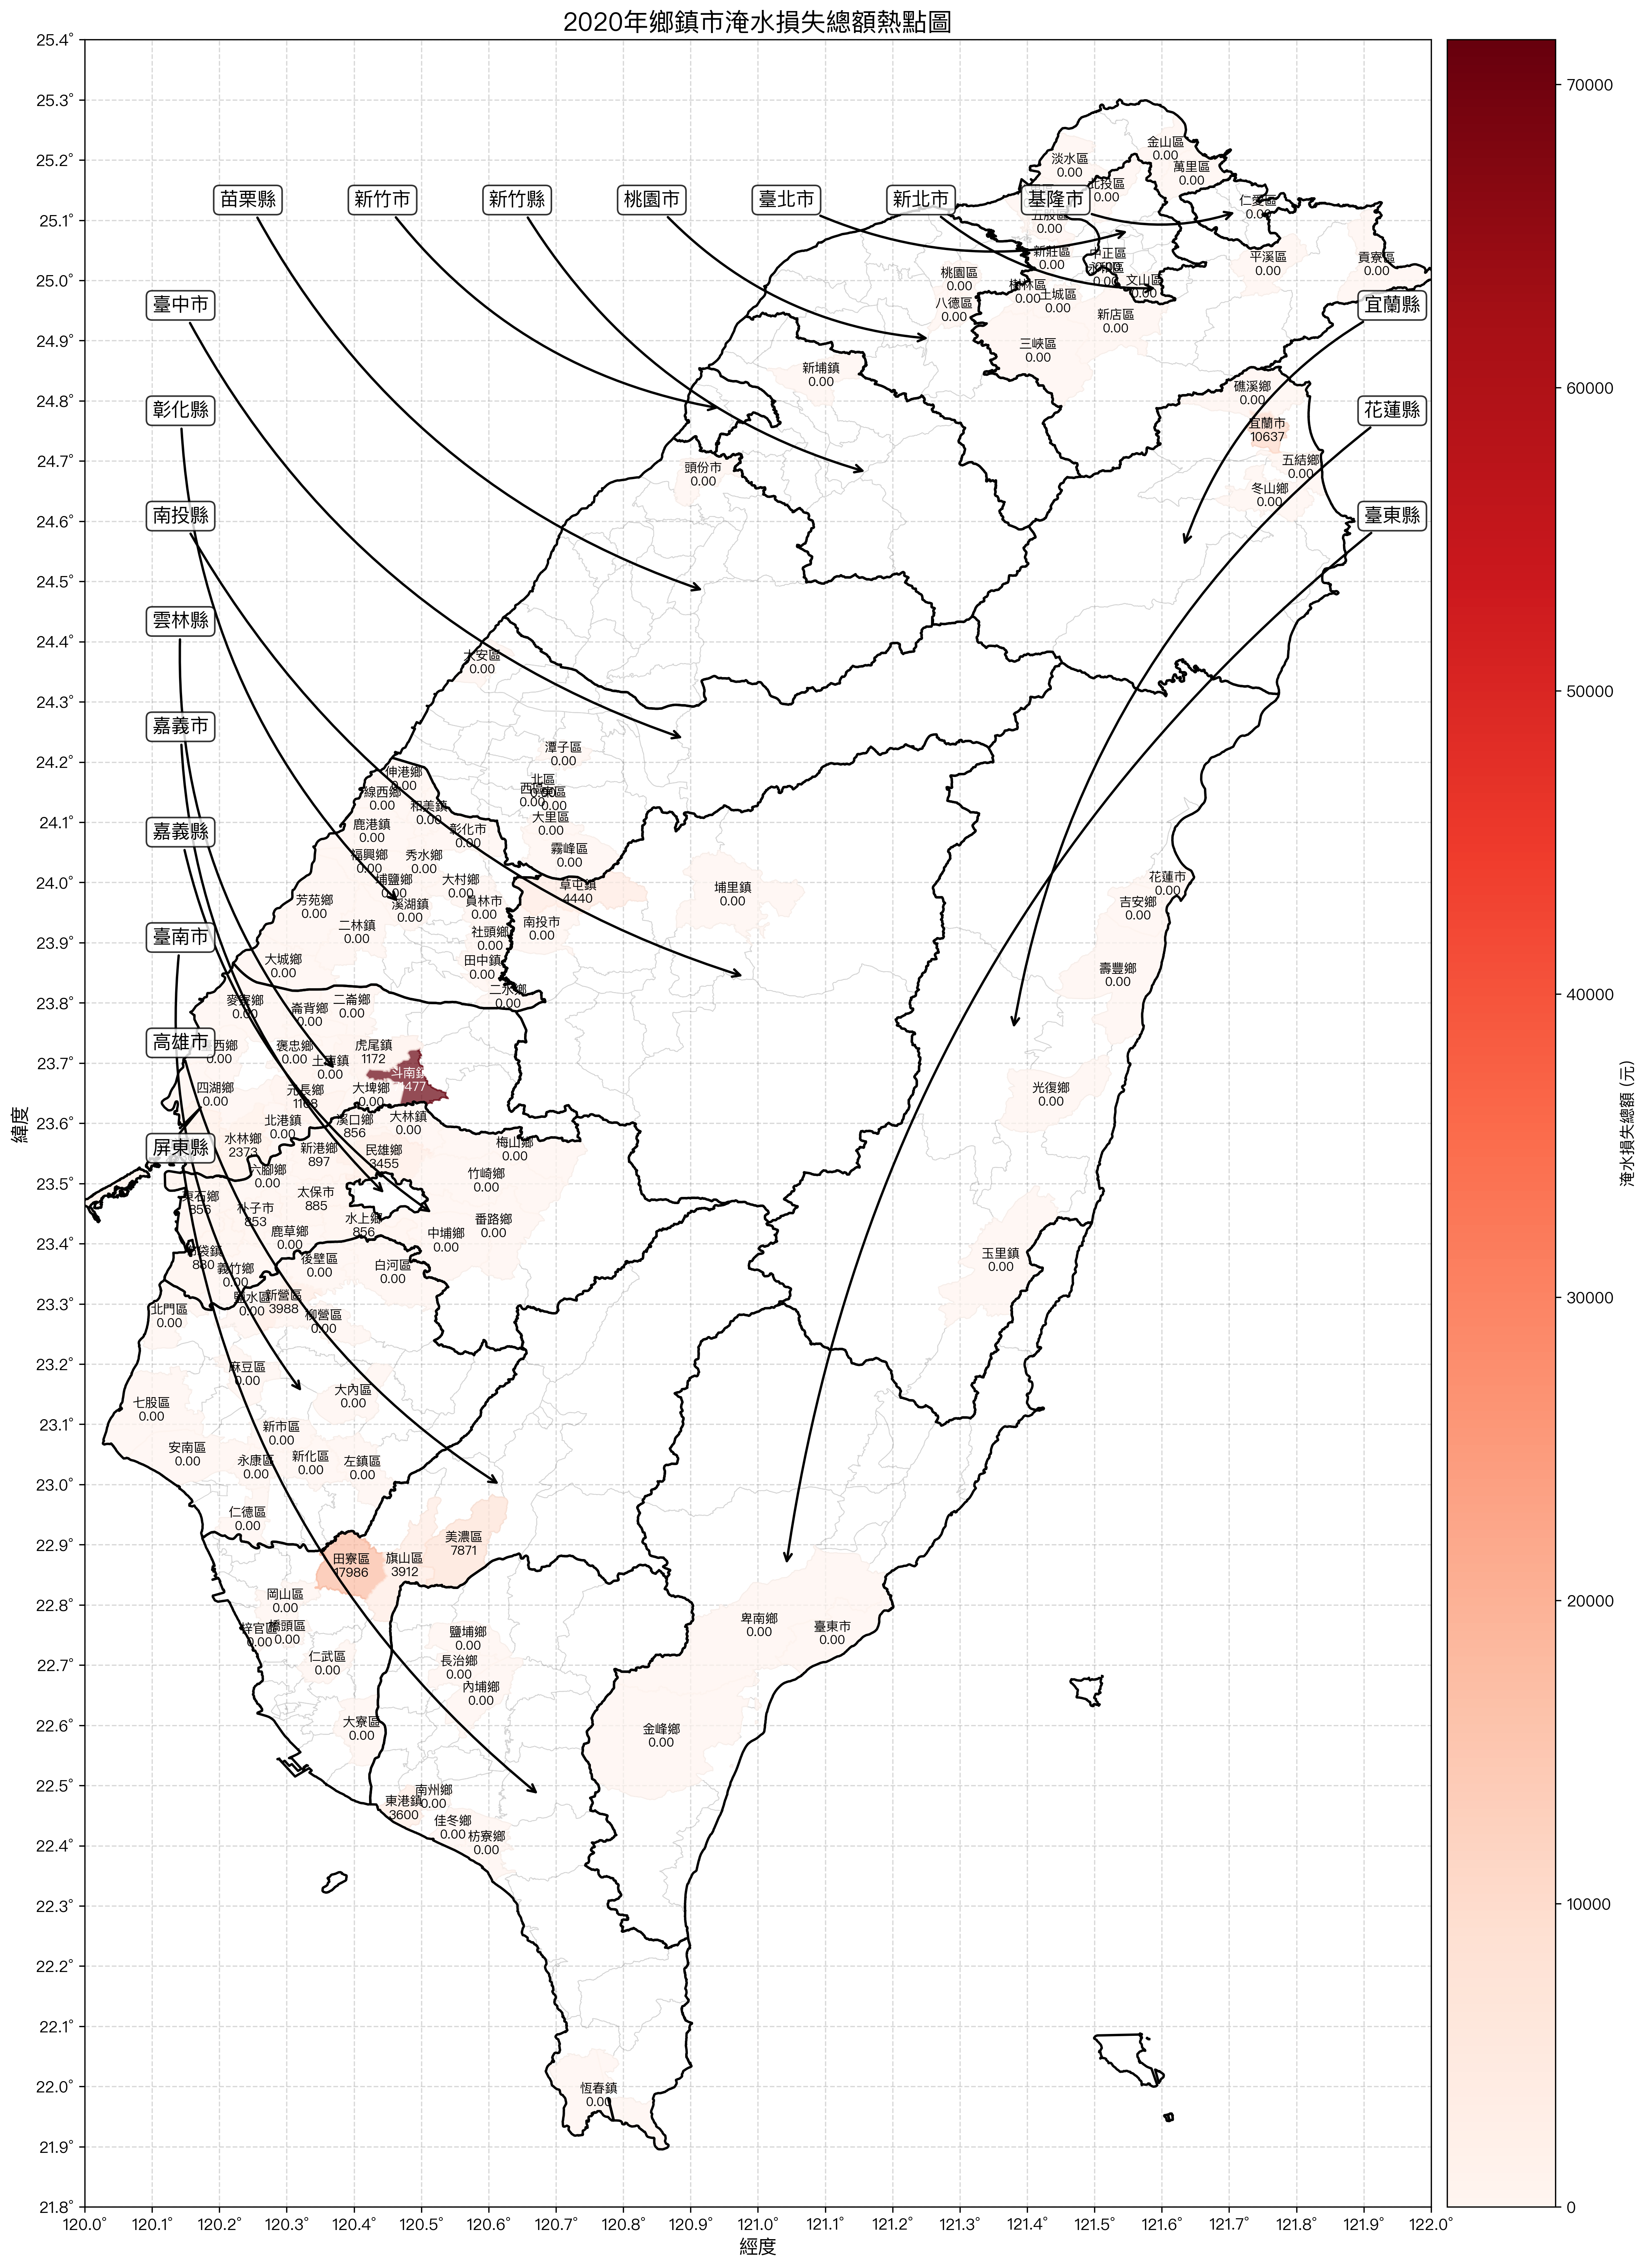 2020年鄉鎮市淹水損失總額熱點圖
25.4°
25.3°
25.2°
25.1°
25.0°
24.9°
24.8°
24.7°
24.6°
24.5°
24.4°
24.3°
24.2°
24.1°
24.0°
23.9°
23.8°
23.7°
23.6°
23.5°
23.4°
23.3°
23.2°
23.1°
23.0°
22.9°
22.8°
22.7°
22.6°
22.5°
22.4°
22.3°
22.2°
22.1°
22.0°
21.9°
21.8°
緯度
苗栗縣
新竹市
新竹縣
桃園市
臺北市
新北市
基隆市
臺中市
彰化縣
南投縣
雲林縣
嘉義市
嘉義縣
臺南市
高雄市
屏東縣
宜蘭縣
花蓮縣
臺東縣
金山區
0.00
淡水區
0.00
萬里區
0.00
北投區
0.00
仁愛區
0.00
五股區
0.00
新莊區
0.00
中正區
平溪區
0.00
貢寮區
0.00
桃園區
0.00
八德區
0.00
樹林區
0.00
土城區
0.00
文山區
0.00
新店區
0.00
三峽區
0.00
新埔鎮
0.00
礁溪鄉
0.00
宜蘭市
10637
五結鄉
0.00
冬山鄉
0.00
頭份市
0.00
大安區
0.00
潭子區
0.00
北區
0.00
西區
0.00
東區
0.00
大里區
0.00
霧峰區
0.00
伸港鄉
0.00
線西鄉
0.00
和美鎮
0.00
鹿港鎮
0.00
彰化市
0.00
福興鄉
0.00
秀水鄉
0.00
埔鹽鄉
0.00
大村鄉
0.00
溪湖鎮
0.00
員林市
0.00
芳苑鄉
0.00
二林鎮
0.00
社頭鄉
0.00
田中鎮
0.00
大城鄉
0.00
二水鄉
0.00
草屯鎮
4440
南投市
0.00
埔里鎮
0.00
花蓮市
0.00
吉安鄉
0.00
壽豐鄉
0.00
光復鄉
0.00
玉里鎮
0.00
麥寮鄉
0.00
崙背鄉
0.00
二崙鄉
0.00
西鄉
0.00
褒忠鄉
0.00
土庫鎮
0.00
虎尾鎮
1172
斗南鎮
477
四湖鄉
0.00
元長鄉
1108
大埤鄉
0.00
北港鎮
0.00
水林鄉
2373
溪口鄉
856
大林鎮
0.00
新港鄉
897
民雄鄉
3455
梅山鄉
0.00
六腳鄉
0.00
竹崎鄉
0.00
東石鄉
856
朴子市
853
太保市
885
水上鄉
856
番路鄉
0.00
中埔鄉
0.00
鹿草鄉
0.00
布袋鎮
880
義竹鄉
0.00
後壁區
0.00
白河區
0.00
鹽水區
0.00
新營區
3988
北門區
0.00
柳營區
0.00
麻豆區
0.00
大內區
0.00
七股區
0.00
新市區
0.00
安南區
0.00
永康區
0.00
新化區
0.00
左鎮區
0.00
仁德區
0.00
美濃區
7871
田寮區
17986
旗山區
3912
岡山區
0.00
梓官區
0.00
橋頭區
0.00
仁武區
0.00
大寮區
0.00
鹽埔鄉
0.00
長治鄉
0.00
內埔鄉
0.00
南州鄉
0.00
東港鎮
3600
佳冬鄉
0.00
枋寮鄉
0.00
恆春鎮
0.00
卑南鄉
0.00
臺東市
0.00
金峰鄉
0.00
120.0°
120.1°
120.2°
120.3°
120.4°
120.5°
120.6°
120.7°
120.8°
120.9°
121.0°
121.1°
121.2°
121.3°
121.4°
121.5°
121.6°
121.7°
121.8°
121.9°
122.0°
經度
70000
60000
50000
40000
30000
20000
10000
0
淹水損失總額 (元)